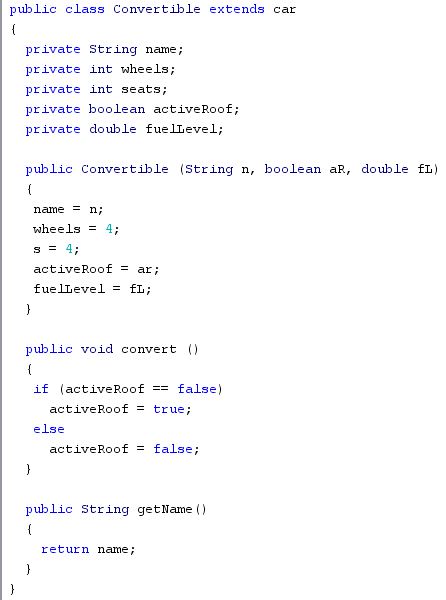 public class Convertible extends car
{
private String name;
private int wheels;
private int seats;
private boolean activeRoof;
private double fuelLevel;
public Convertible (String n, boolean aR, double fL)
{
name = n;
wheels = 4;
s = 4;
activeRoof = ar;
fuelLevel = fL;
}
public void convert ()
{
if (activeRoof == false)
activeRoof = true;
else
activeRoof = false;
}
public String getName()
{
return name;
}
}